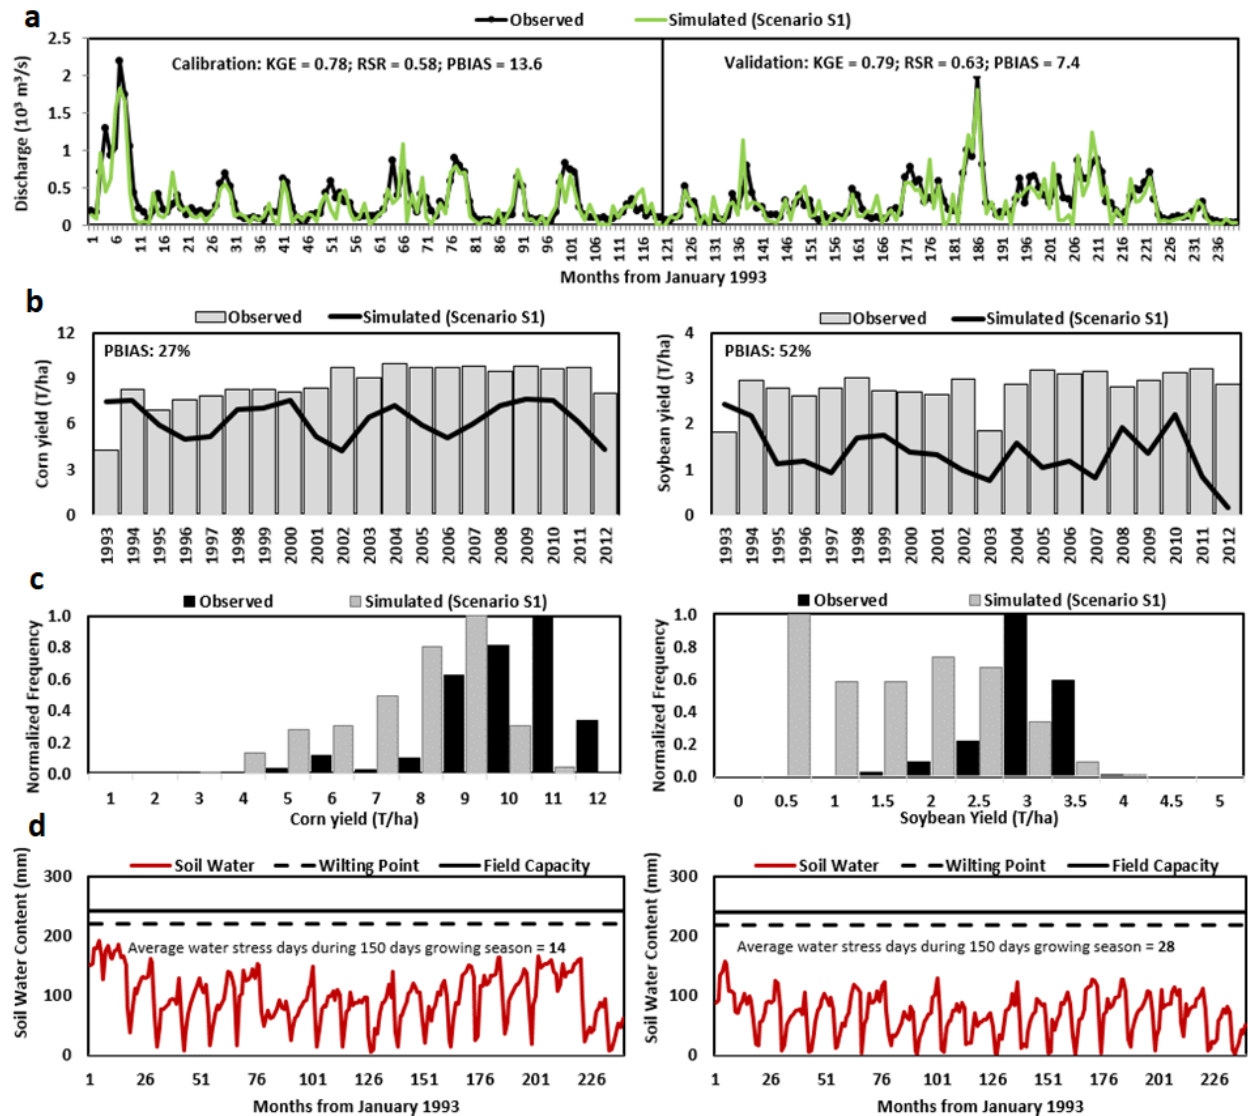 a
Observed Simulated (Scenario S1)
Calibration: KGE = 0.78; RSR = 0.58; PBIAS = 13.6
Validation: KGE = 0.79; RSR = 0.63; PBIAS = 7.4
Discharge (10³ m³/s)
2.5
2
1.5
1
0.5
0
1 6 11 16 21 26 31 36 41 46 51 56 61 66 71 76 81 86 91 96 101 106 111 116 121 126 131 136 141 146 151 156 161 166 171 176 181 186 191 196 201 206 211 216 221 226 231 236
Months from January 1993
b
Observed Simulated (Scenario S1)
PBIAS: 27%
Corn yield (T/ha)
12
9
6
3
0
1993 1994 1995 1996 1997 1998 1999 2000 2001 2002 2003 2004 2005 2006 2007 2008 2009 2010 2011 2012
Observed Simulated (Scenario S1)
PBIAS: 52%
Soybean yield (T/ha)
4
3
2
1
0
1993 1994 1995 1996 1997 1998 1999 2000 2001 2002 2003 2004 2005 2006 2007 2008 2009 2010 2011 2012
c
Observed Simulated (Scenario S1)
Normalized Frequency
1.0
0.8
0.6
0.4
0.2
0.0
1 2 3 4 5 6 7 8 9 10 11 12
Corn yield (T/ha)
Observed Simulated (Scenario S1)
Normalized Frequency
1.0
0.8
0.6
0.4
0.2
0.0
0 0.5 1 1.5 2 2.5 3 3.5 4 4.5 5
Soybean Yield (T/ha)
d
Soil Water Wilting Point Field Capacity
Soil Water Content (mm)
300
200
100
0
Average water stress days during 150 days growing season = 14
1 26 51 76 101 126 151 176 201 226
Months from January 1993
Soil Water Wilting Point Field Capacity
Soil Water Content (mm)
300
200
100
0
Average water stress days during 150 days growing season = 28
1 26 51 76 101 126 151 176 201 226
Months from January 1993